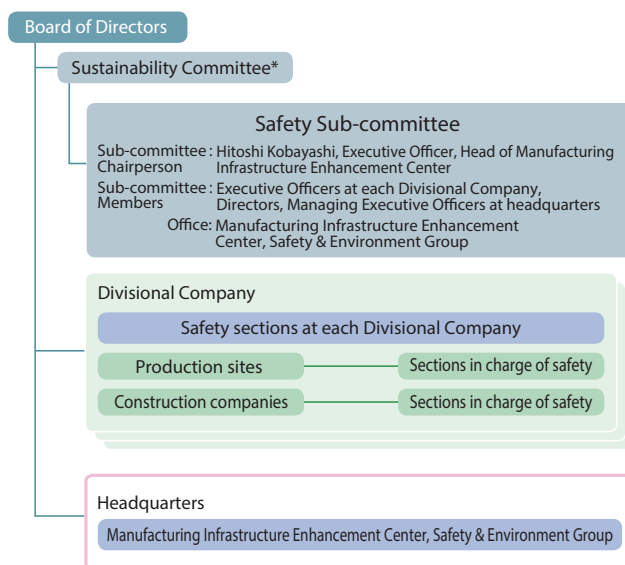 Board of Directors
Sustainability Committee*
Safety Sub-committee
Sub-committee : Hitoshi Kobayashi, Executive Officer, Head of Manufacturing
Chairperson Infrastructure Enhancement Center
Sub-committee : Executive Officers at each Divisional Company,
Members Directors, Managing Executive Officers at headquarters
Office: Manufacturing Infrastructure Enhancement
Center, Safety & Environment Group
Divisional Company
Safety sections at each Divisional Company
Production sites Sections in charge of safety
Construction companies Sections in charge of safety
Headquarters
Manufacturing Infrastructure Enhancement Center, Safety & Environment Group